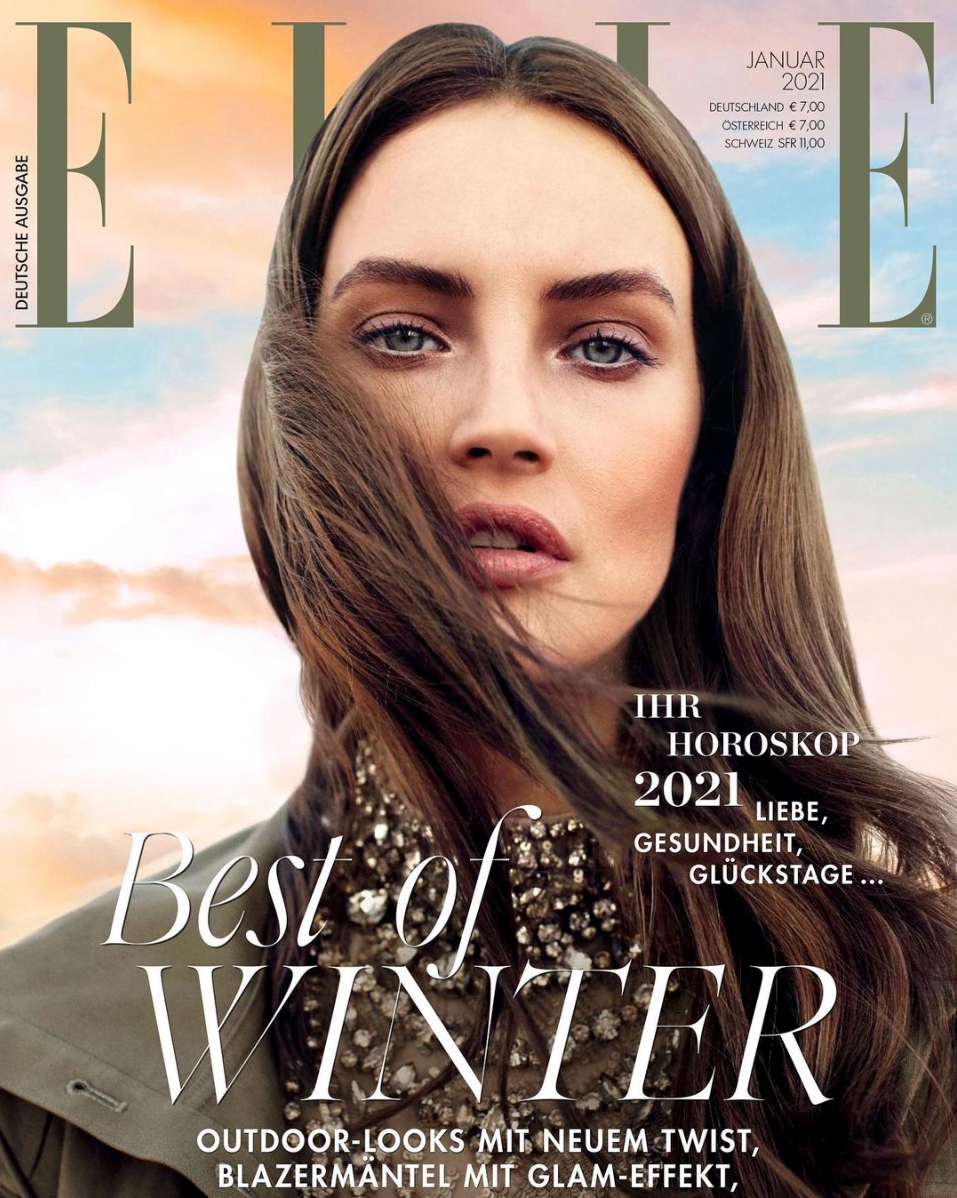 ELLE
JANUAR
2021
DEUTSCHLAND € 7,00
ÖSTERREICH € 7,00
SCHWEIZ SFR 11,00
DEUTSCHE AUSGABE
®
IHR
HOROSKOP
2021 LIEBE,
GESUNDHEIT,
GLÜCKSTAGE ...
Best of
WINTER
OUTDOOR-LOOKS MIT NEUEM TWIST,
BLAZERMÄNTEL MIT GLAM-EFFEKT,